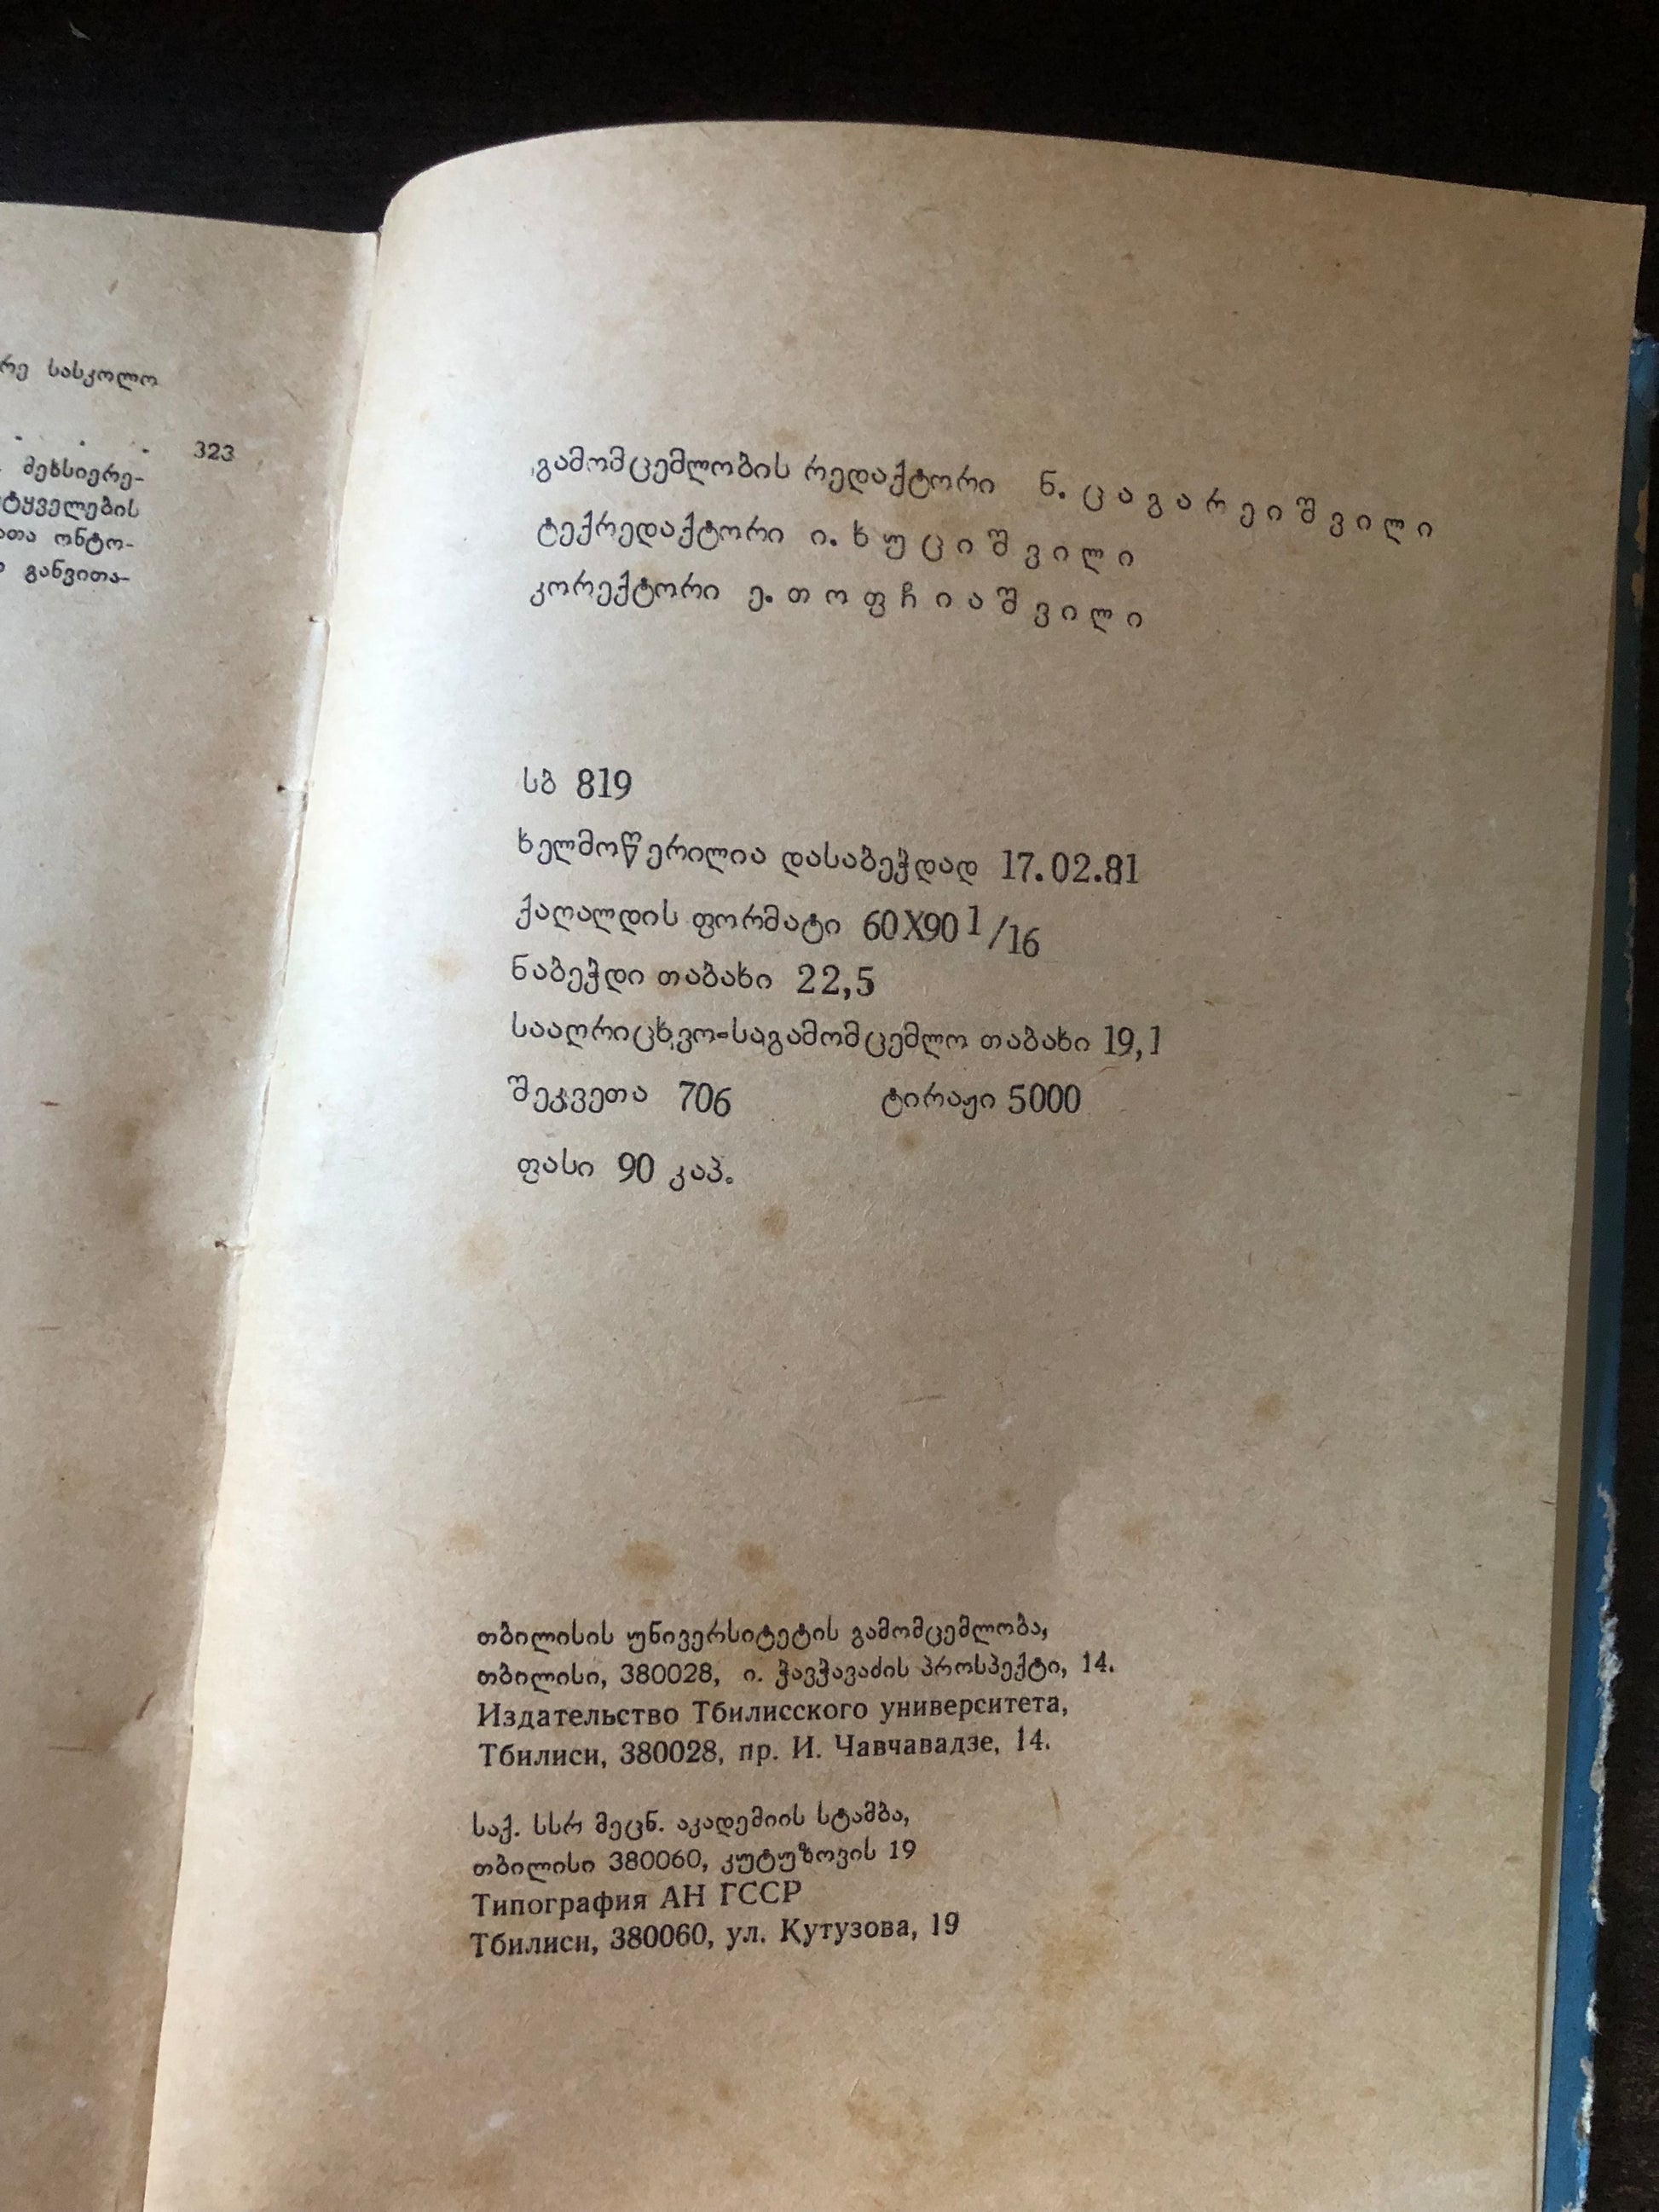 სასკოლო
323
მეხსიერე-
ტყველების
ონტო-
განვითა-
გამომცემლობის რედაქტორი ნ. ცაგარეიშვილი
ტექრედაქტორი ი. ხუციშვილი
კორექტორი ე. თოფჩიაშვილი
სბ 819
ხელმოწერილია დასაბეჭდად 17.02.81
ქაღალდის ფორმატი 60X90 1/16
ნაბეჭდი თაბახი 22,5
სააღრიცხვო-საგამომცემლო თაბახი 19,1
შეკვეთა 706 ტირაჟი 5000
ფასი 90 კაპ.
თბილისის უნივერსიტეტის გამომცემლობა,
თბილისი, 380028, ი. ჭავჭავაძის პროსპექტი, 14.
Издательство Тбилисского университета,
Тбилиси, 380028, пр. И. Чавчавадзе, 14.
საქ. სსრ მეცნ. აკადემიის სტამბა,
თბილისი 380060, კუტუზოვის 19
Типография АН ГССР
Тбилиси, 380060, ул. Кутузова, 19